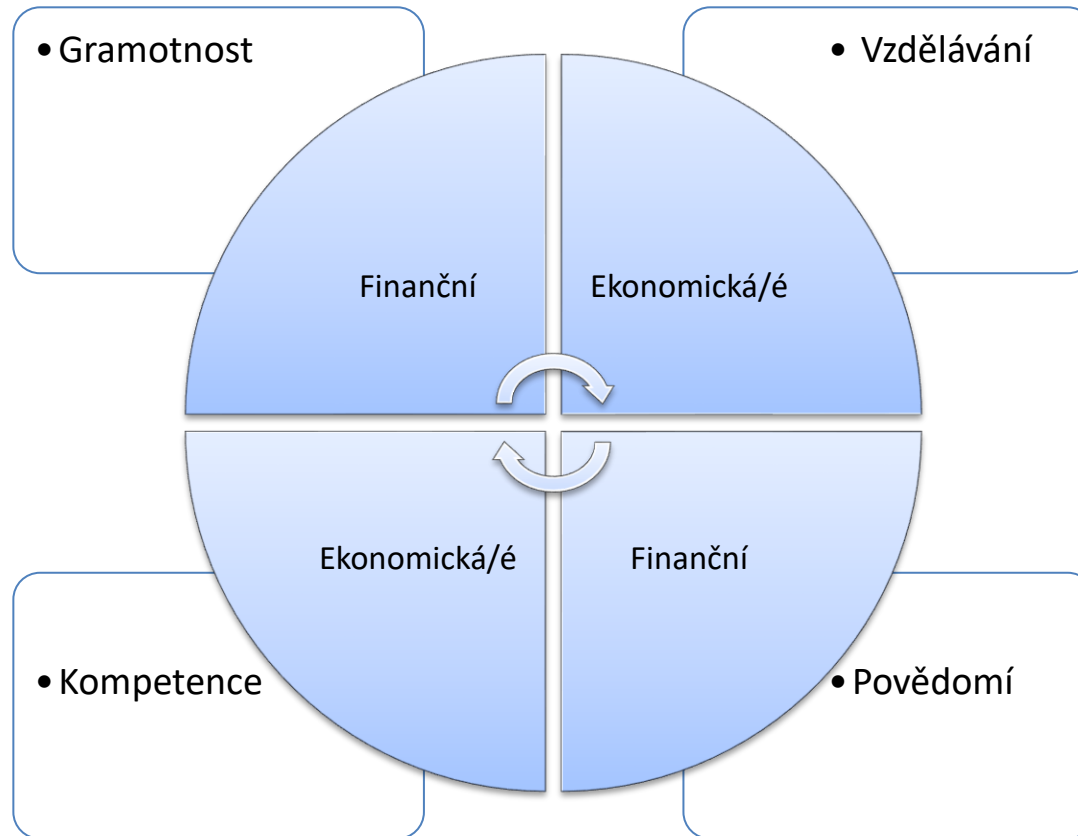 • Gramotnost
• Vzdělávání
Finanční
Ekonomická/é
Ekonomická/é
Finanční
• Kompetence
• Povědomí